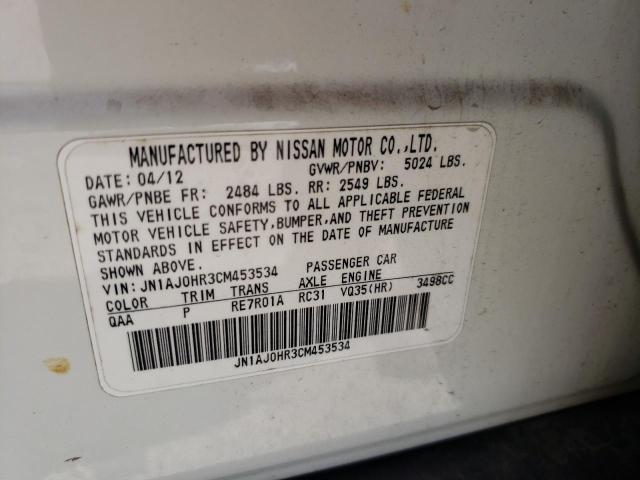 MANUFACTURED BY NISSAN MOTOR CO.,LTD.
DATE: 04/12 GVWR/PNBV: 5024 LBS.
GAWR/PNBE FR: 2484 LBS. RR: 2549 LBS.
THIS VEHICLE CONFORMS TO ALL APPLICABLE FEDERAL
MOTOR VEHICLE SAFETY,BUMPER,AND THEFT PREVENTION
STANDARDS IN EFFECT ON THE DATE OF MANUFACTURE
SHOWN ABOVE.
VIN: JN1AJ0HR3CM453534 PASSENGER CAR
COLOR TRIM TRANS AXLE ENGINE
QAA P RE7R01A RC31 VQ35(HR) 3498CC
JN1AJ0HR3CM453534